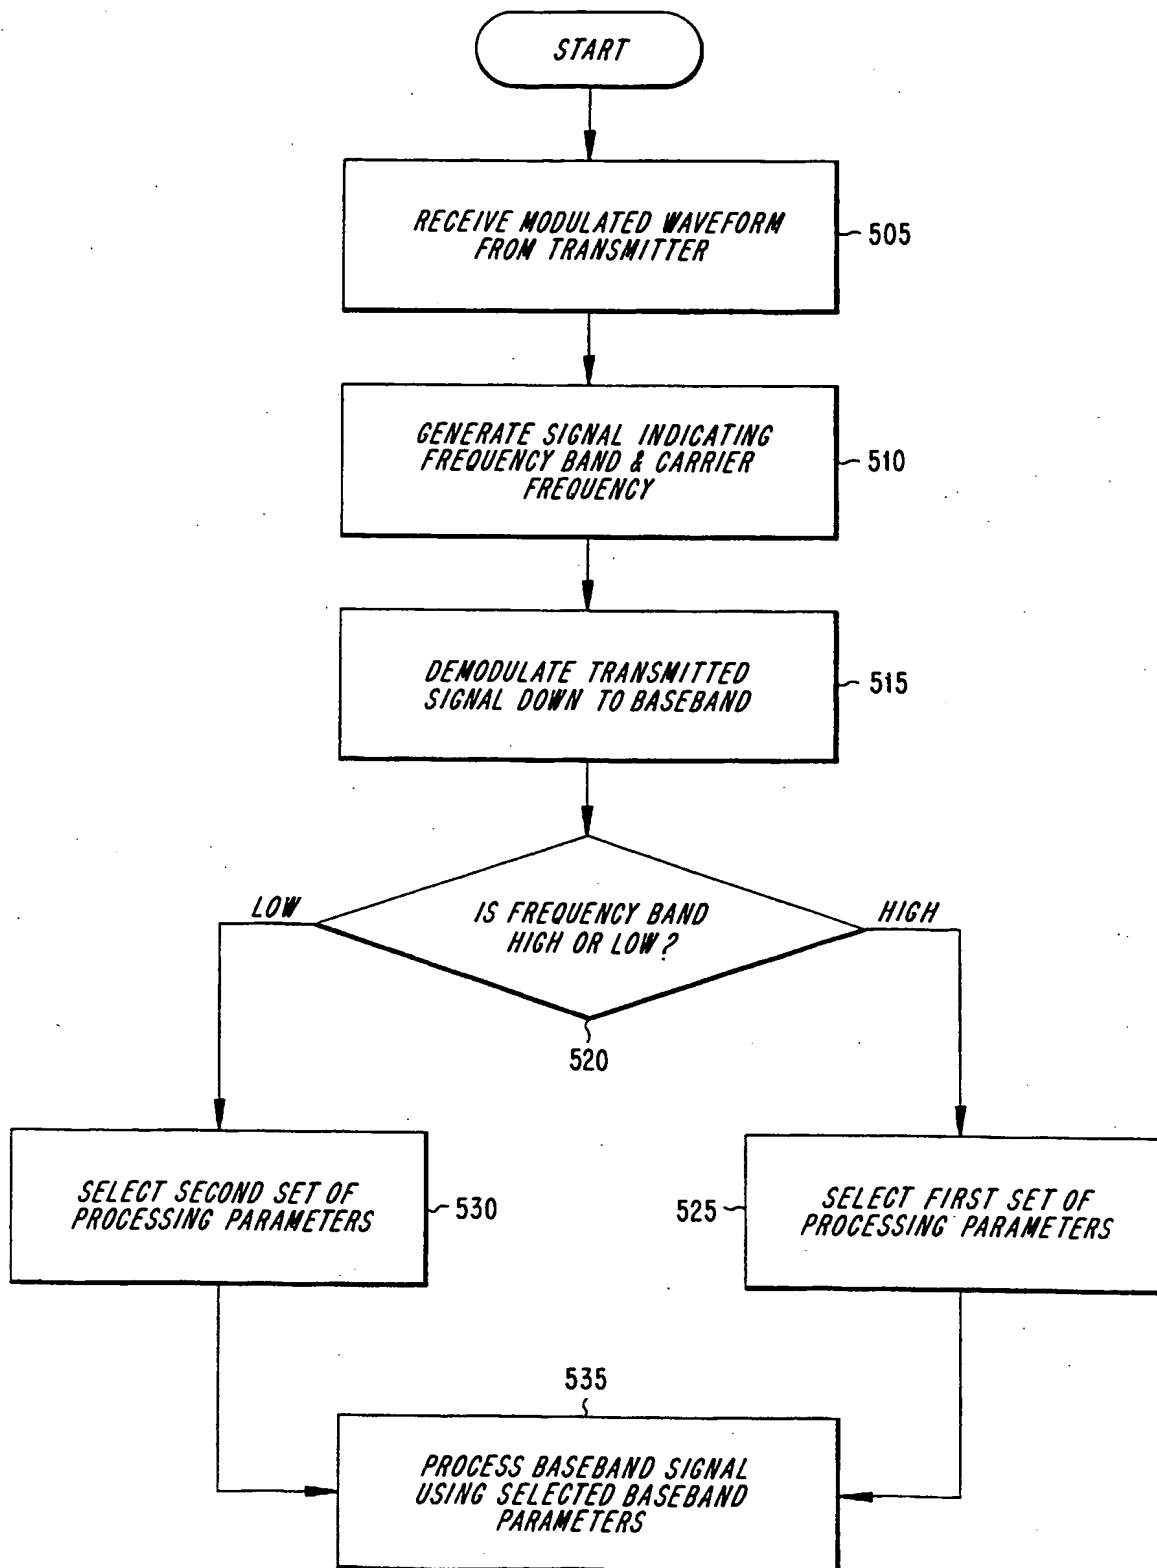 START
RECEIVE MODULATED WAVEFORM
FROM TRANSMITTER
505
GENERATE SIGNAL INDICATING
FREQUENCY BAND & CARRIER
FREQUENCY
510
DEMODULATE TRANSMITTED
SIGNAL DOWN TO BASEBAND
515
LOW
IS FREQUENCY BAND
HIGH OR LOW?
HIGH
520
SELECT SECOND SET OF
PROCESSING PARAMETERS
530
525
SELECT FIRST SET OF
PROCESSING PARAMETERS
535
PROCESS BASEBAND SIGNAL
USING SELECTED BASEBAND
PARAMETERS